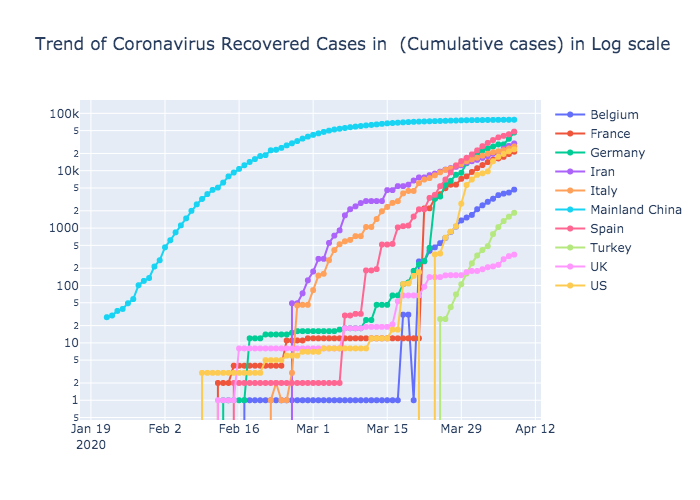 Trend of Coronavirus Recovered Cases in  (Cumulative cases) in Log scale
100k
5
2
10k
5
2
1000
5
2
100
5
2
10
5
2
1
5
Jan 19
2020
Feb 2
Feb 16
Mar 1
Mar 15
Mar 29
Apr 12
Belgium
France
Germany
Iran
Italy
Mainland China
Spain
Turkey
UK
US